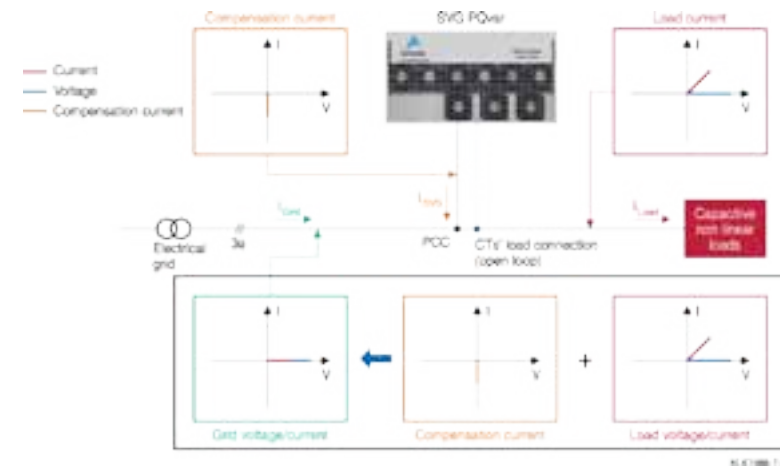 Compensation current
SVG PQvar
Load current
Current
Voltage
Compensation current
I
V
I
V
I Grid
I SVG
I Load
Electrical
grid
3ø
PCC
CTs' load connection
(open loop)
Capacitive
non linear
loads
I
V
I
V
+
I
V
Grid voltage/current
Compensation current
Load voltage/current